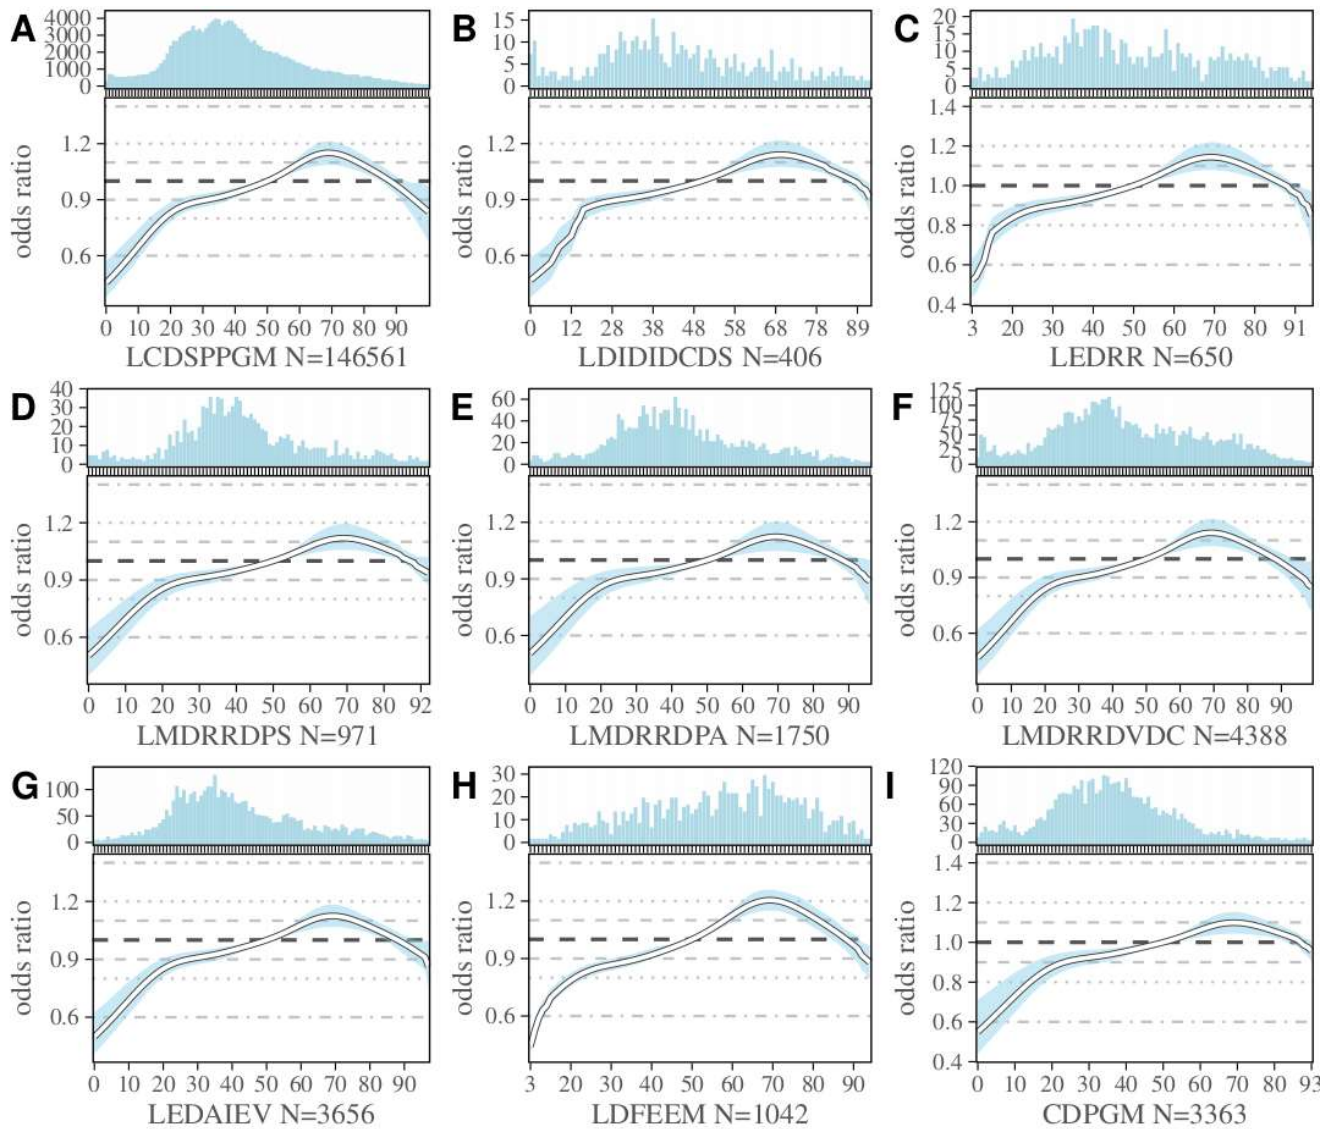 A
4000
3000
2000
1000
0
odds ratio
1.2
0.9
0.6
0 10 20 30 40 50 60 70 80 90
LCDSPPGM N=146561
B
15
10
5
0
odds ratio
1.2
0.9
0.6
0 12 28 38 48 58 68 78 89
LDIDIDCDS N=406
C
20
15
10
5
0
odds ratio
1.4
1.2
1.0
0.8
0.6
0.4
3 20 30 40 50 60 70 80 91
LEDRR N=650
D
40
30
20
10
0
odds ratio
1.2
0.9
0.6
0 10 20 30 40 50 60 70 80 92
LMDRRDPS N=971
E
60
40
20
0
odds ratio
1.2
0.9
0.6
0 10 20 30 40 50 60 70 80 90
LMDRRDPA N=1750
F
125
100
75
50
25
0
odds ratio
1.2
0.9
0.6
0 10 20 30 40 50 60 70 80 90
LMDRRDVDC N=4388
G
100
50
0
odds ratio
1.2
0.9
0.6
0 10 20 30 40 50 60 70 80 90
LEDAIEV N=3656
H
30
20
10
0
odds ratio
1.2
0.9
0.6
3 20 30 40 50 60 70 80 90
LDFEEM N=1042
I
120
90
60
30
0
odds ratio
1.4
1.2
1.0
0.8
0.6
0.4
0 10 20 30 40 50 60 70 80 93
CDPGM N=3363